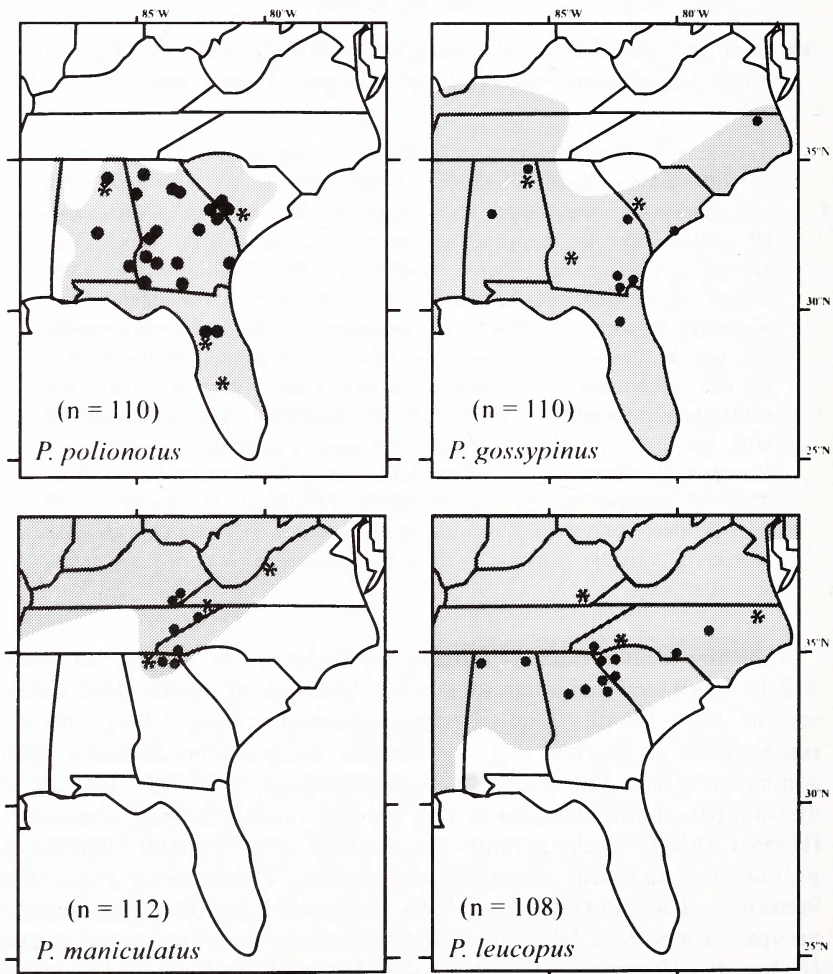 85°W 80°W
85°W 80°W
35°N
30°N
25°N
(n = 110)
P. polionotus
(n = 110)
P. gossypinus
35°N
30°N
25°N
(n = 112)
P. maniculatus
(n = 108)
P. leucopus